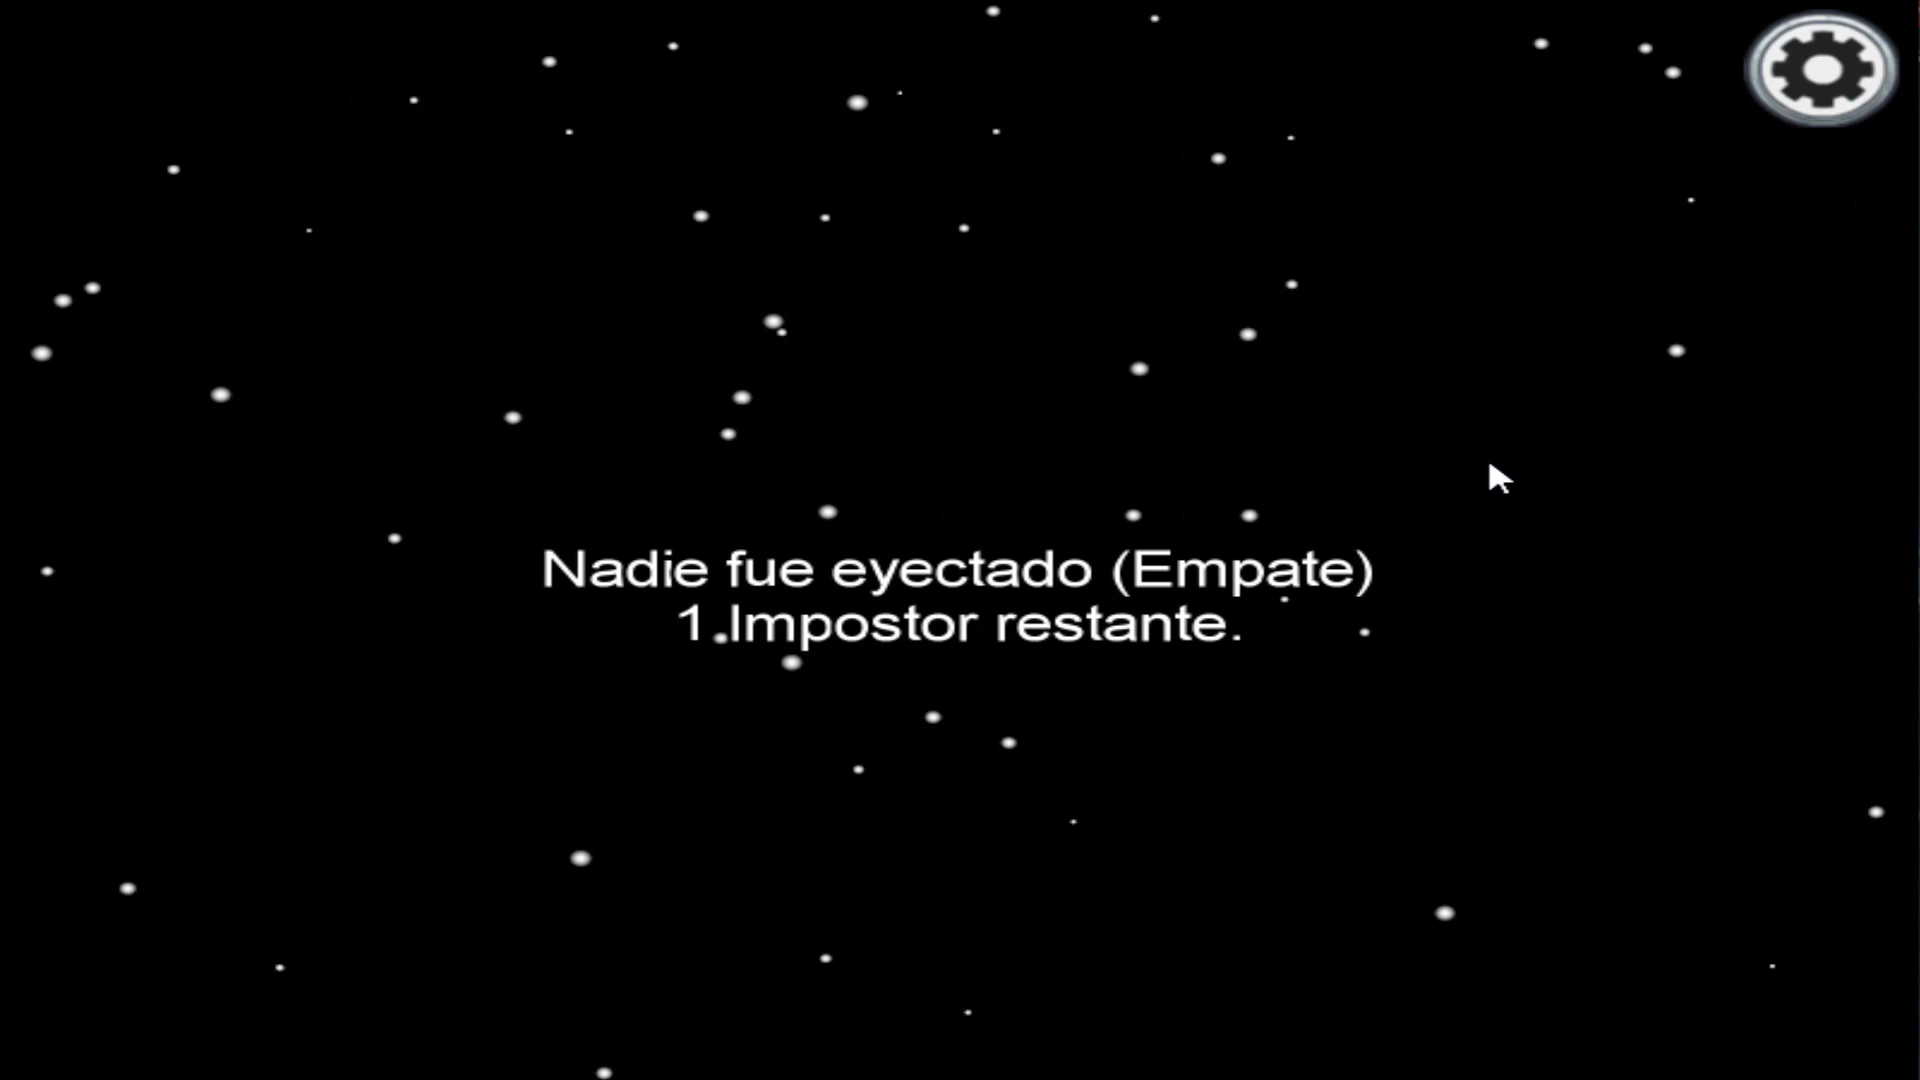 Nadie fue eyectado (Empate)
1 Impostor restante.